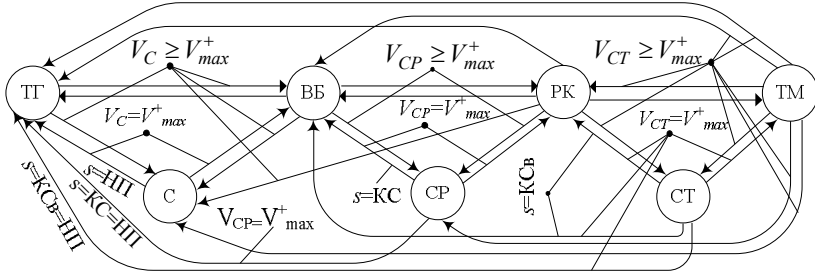 V_C ≥ V⁺_max
V_CP ≥ V⁺_max
V_CT ≥ V⁺_max
ТГ
ВБ
РК
ТМ
V_C=V⁺_max
V_CP=V⁺_max
V_CT=V⁺_max
s=НП
С
s=КС
СР
s=КСв
СТ
s=КС=НП
V_CP=V⁺_max
s=КСв=НП